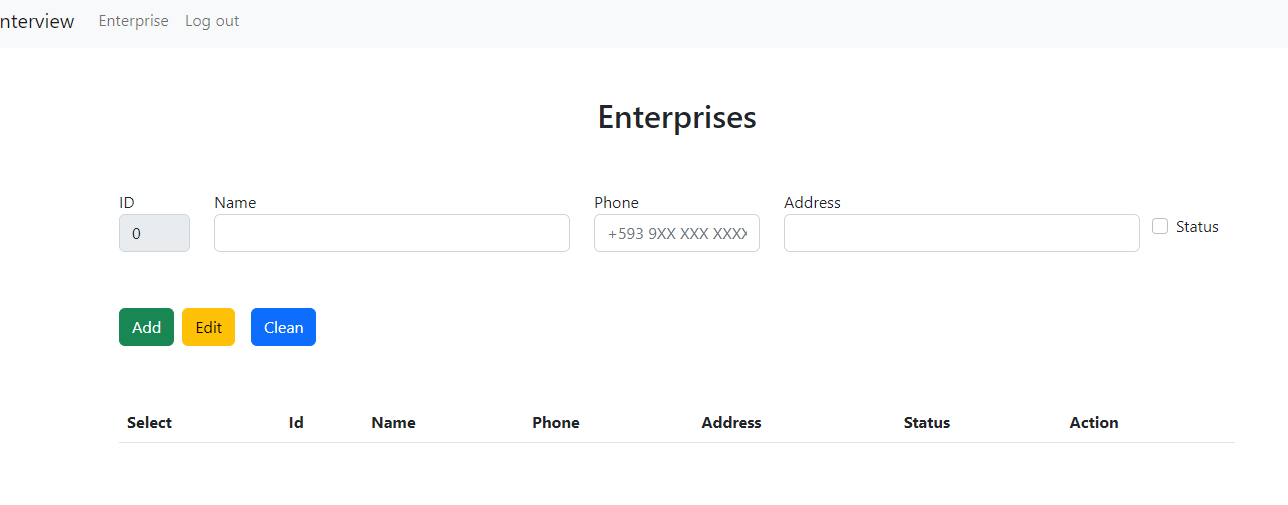 nterview Enterprise Log out
Enterprises
ID Name Phone Address
0 +593 9XX XXX XXXX Status
Add Edit Clean
Select Id Name Phone Address Status Action